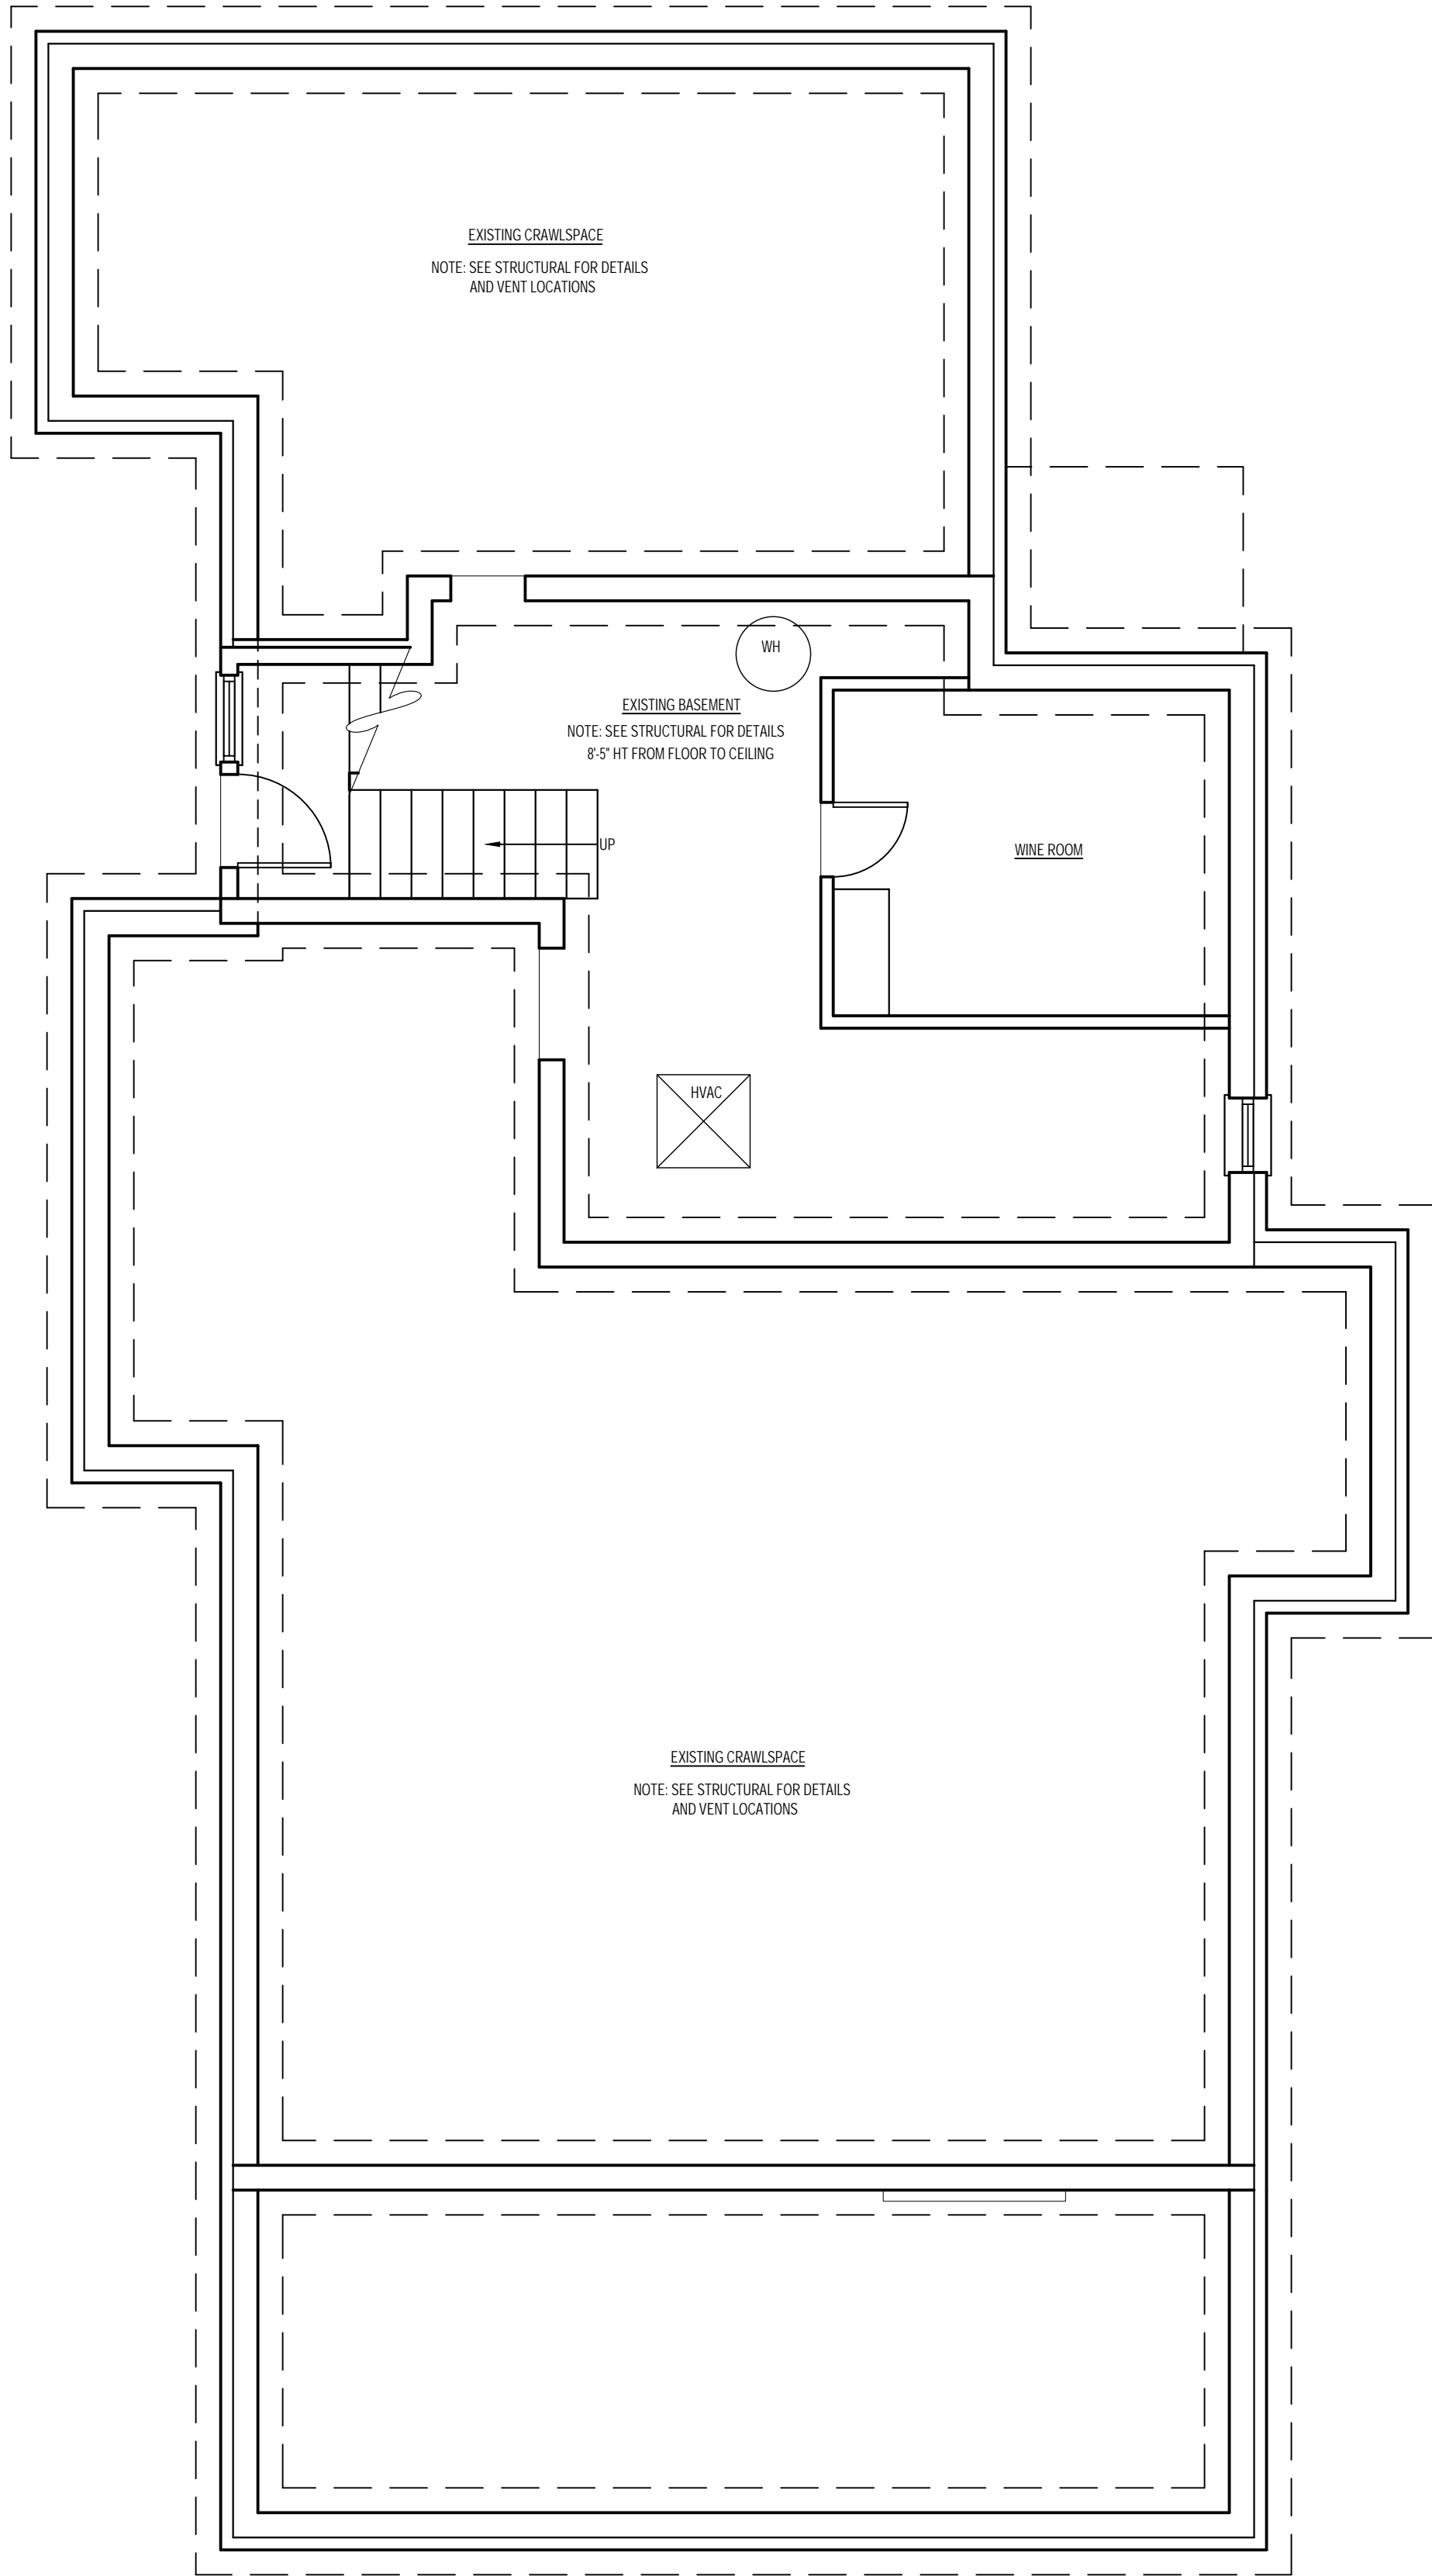 EXISTING CRAWLSPACE
NOTE: SEE STRUCTURAL FOR DETAILS
AND VENT LOCATIONS
WH
EXISTING BASEMENT
NOTE: SEE STRUCTURAL FOR DETAILS
8'-5" HT FROM FLOOR TO CEILING
UP
WINE ROOM
HVAC
EXISTING CRAWLSPACE
NOTE: SEE STRUCTURAL FOR DETAILS
AND VENT LOCATIONS